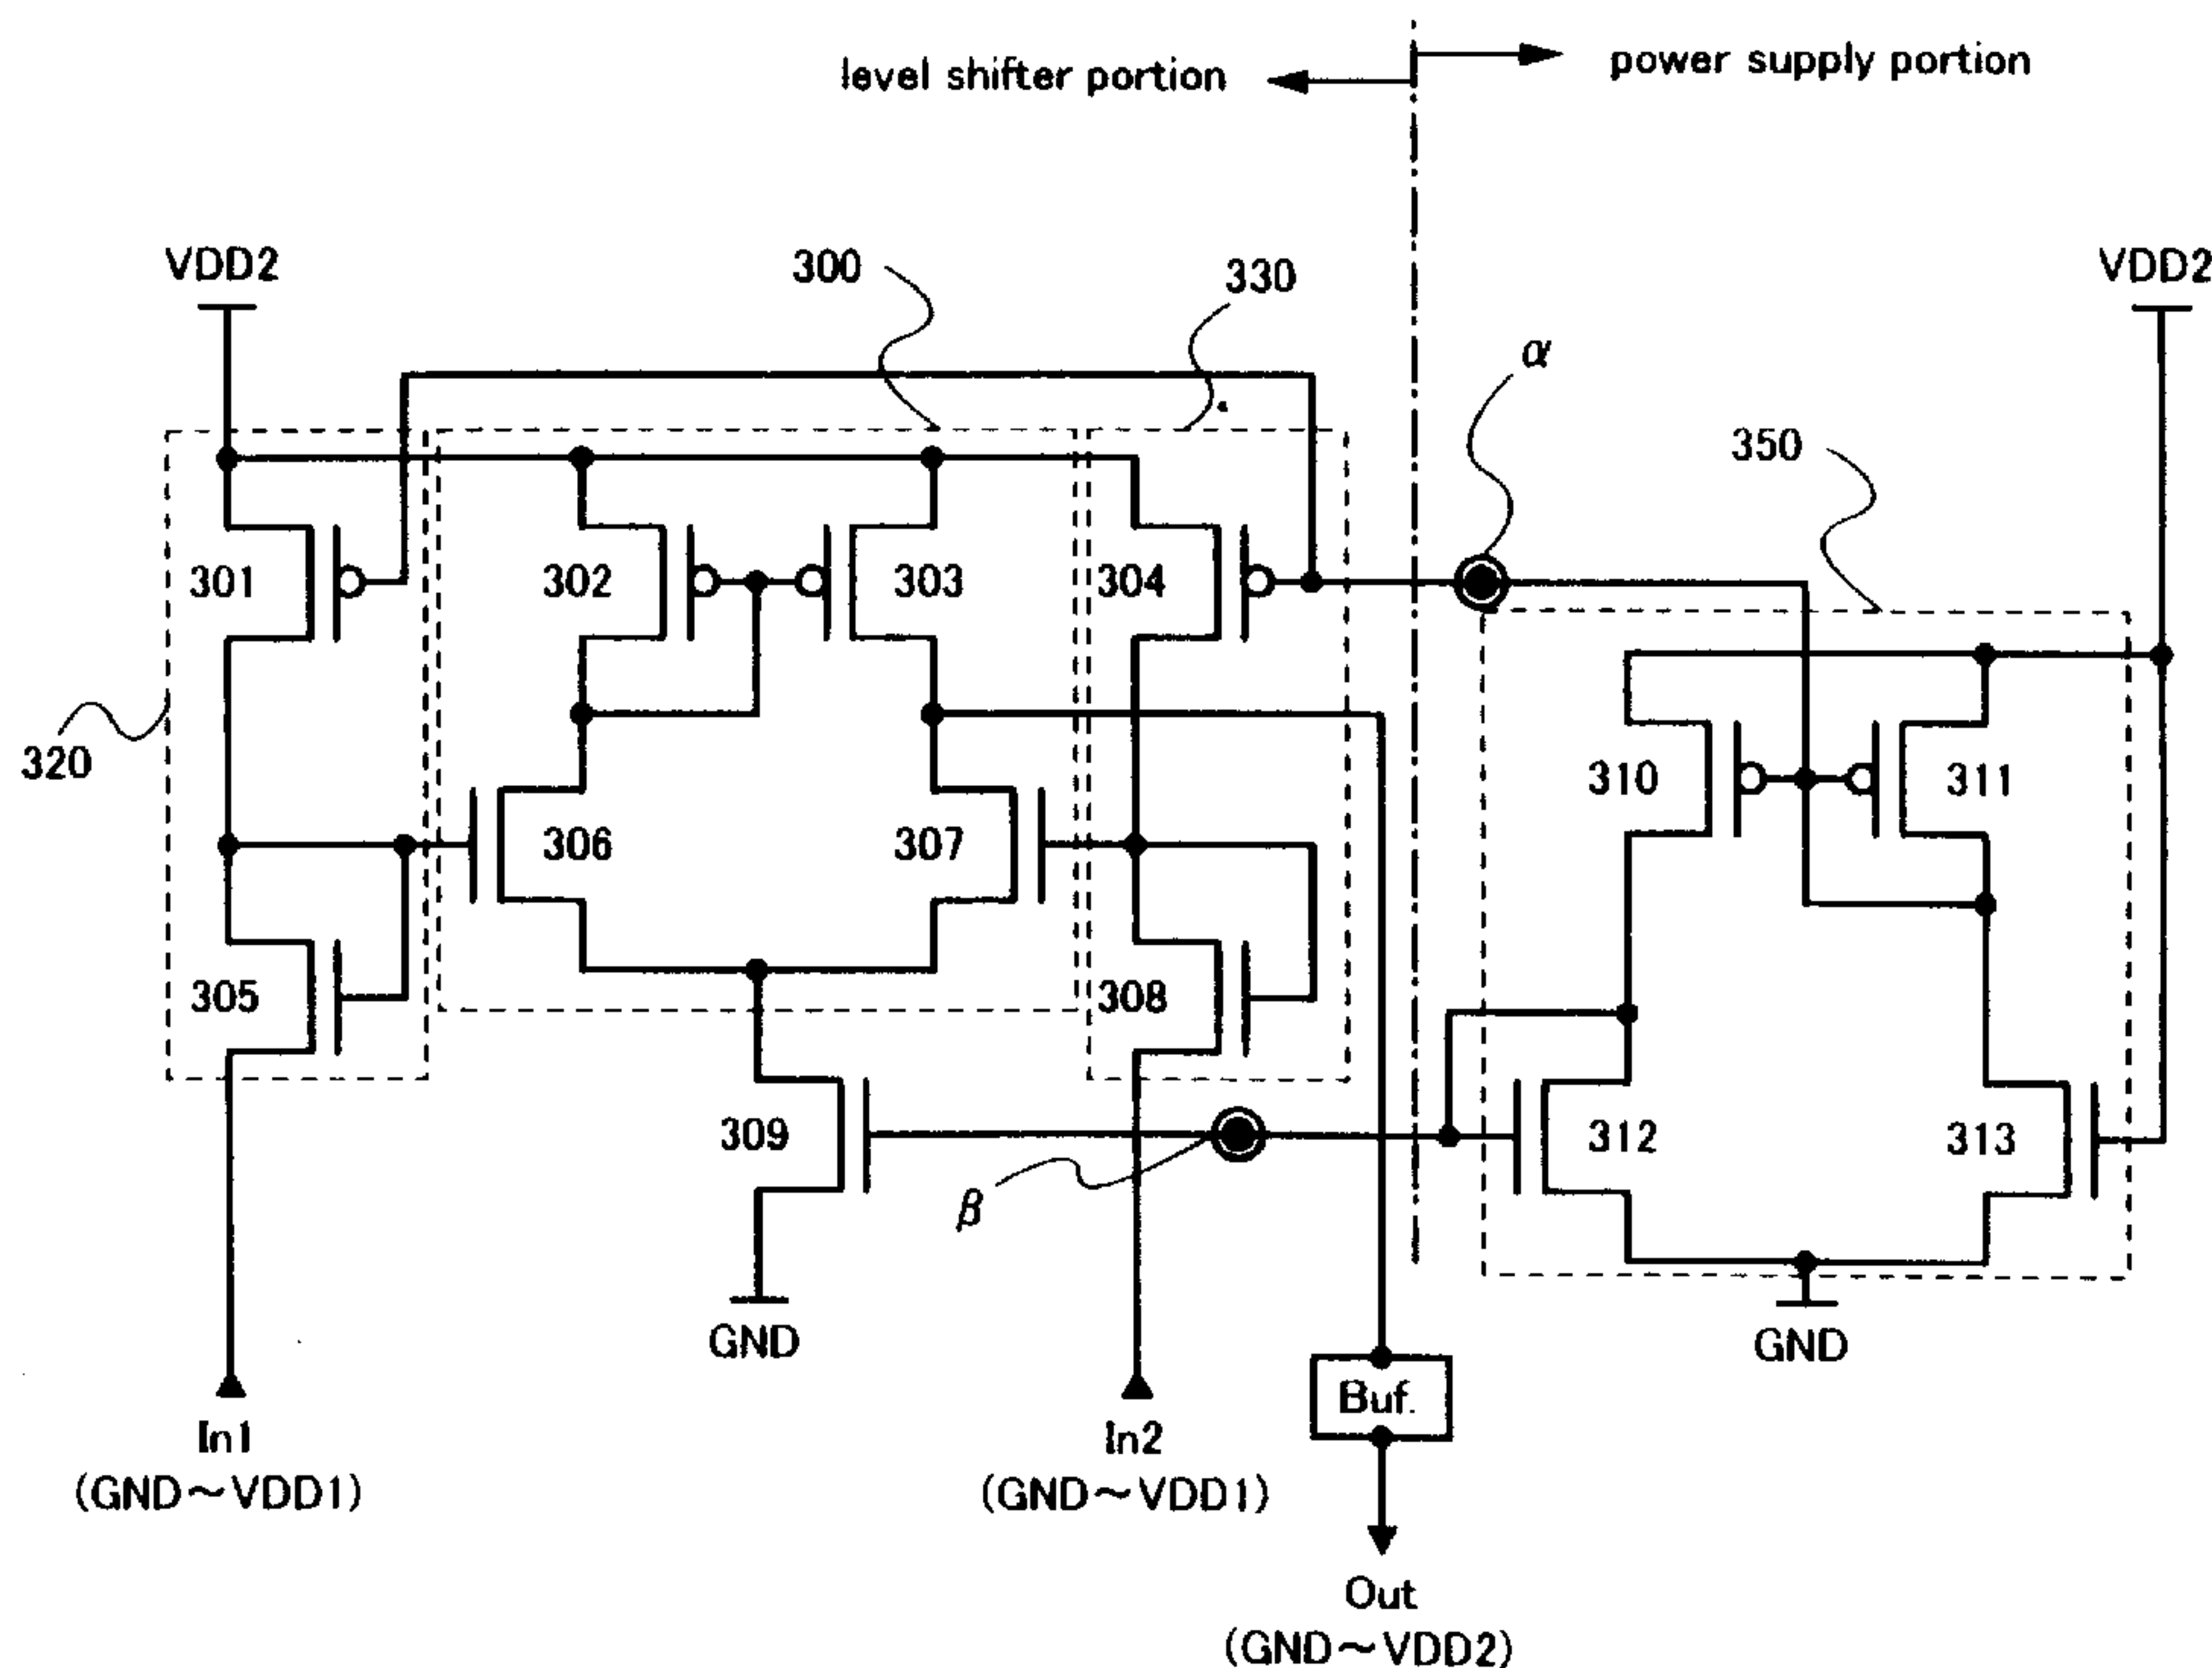 level shifter portion
power supply portion
VDD2
300
330
VDD2
α
350
301
302
303
304
320
310
311
306
307
305
308
309
312
313
β
GND
GND
Buf.
In1
(GND～VDD1)
In2
(GND～VDD1)
Out
(GND～VDD2)